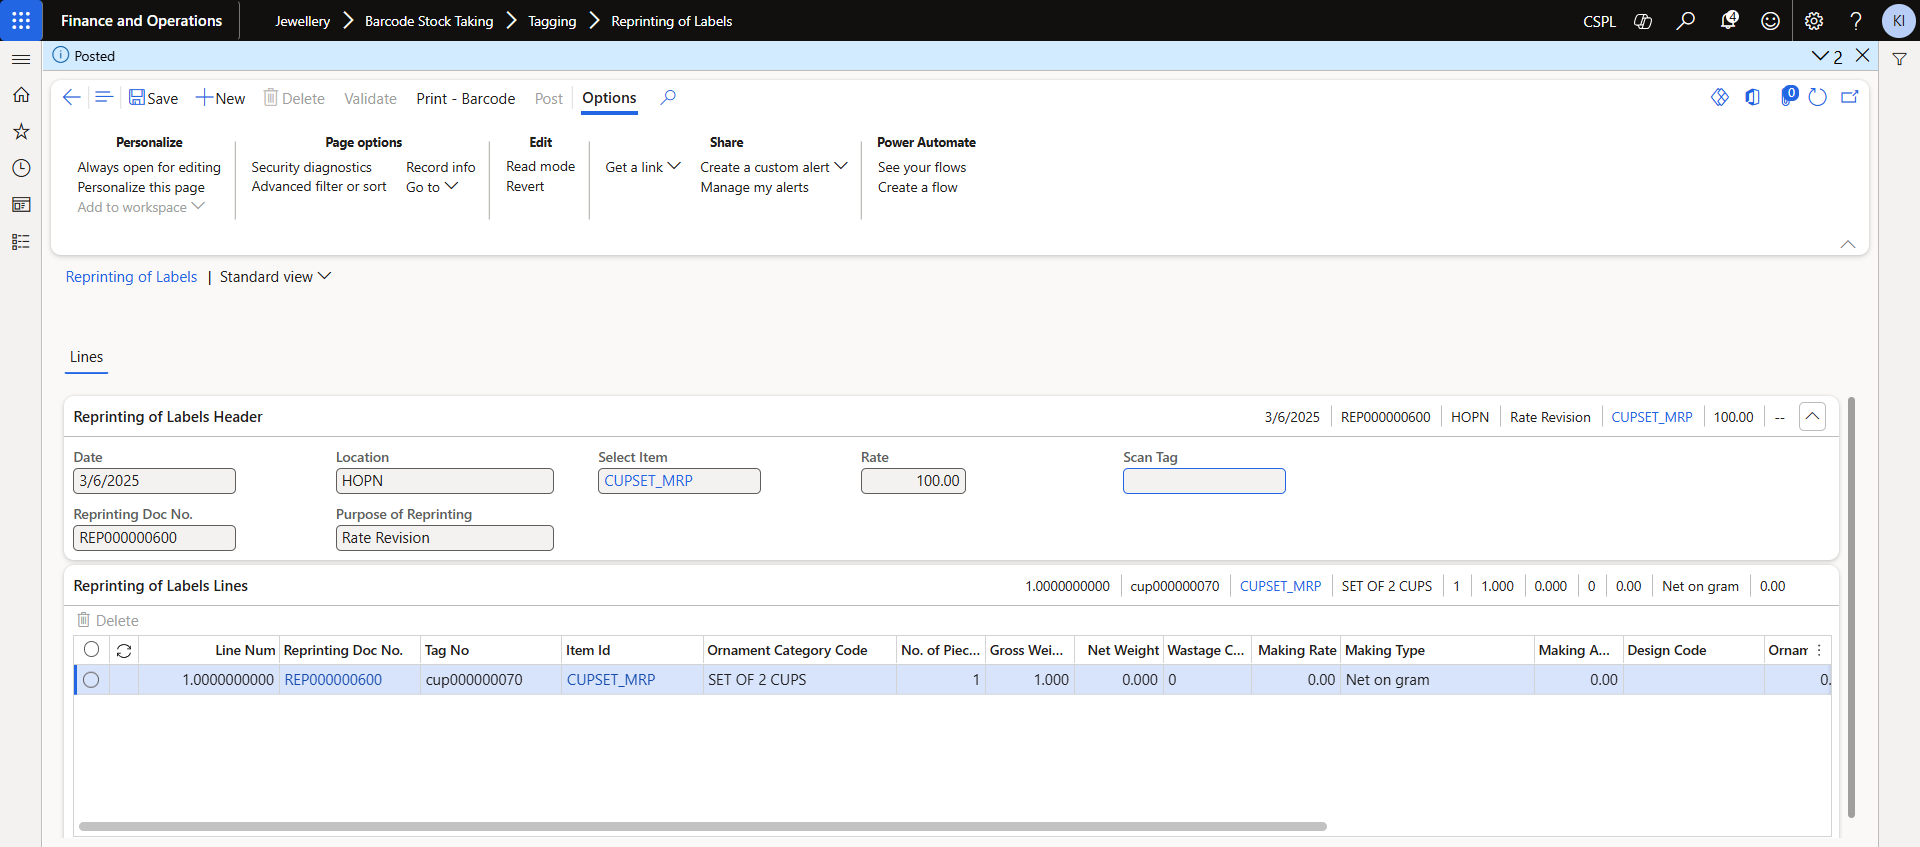 Finance and Operations
Jewellery
Barcode Stock Taking
Tagging
Reprinting of Labels
CSPL
4
KI
Posted
2
Save
New
Delete
Validate
Print - Barcode
Post
Options
0
Personalize
Always open for editing
Personalize this page
Add to workspace
Page options
Security diagnostics
Advanced filter or sort
Record info
Go to
Edit
Read mode
Revert
Share
Get a link
Create a custom alert
Manage my alerts
Power Automate
See your flows
Create a flow
Reprinting of Labels | Standard view
Lines
Reprinting of Labels Header
3/6/2025 REP000000600 HOPN Rate Revision CUPSET_MRP 100.00 --
Date
3/6/2025
Location
HOPN
Select Item
CUPSET_MRP
Rate
100.00
Scan Tag
Reprinting Doc No.
REP000000600
Purpose of Reprinting
Rate Revision
Reprinting of Labels Lines
1.0000000000 cup000000070 CUPSET_MRP SET OF 2 CUPS 1 1.000 0.000 0 0.00 Net on gram 0.00
Delete
Line Num Reprinting Doc No. Tag No Item Id Ornament Category Code No. of Piec... Gross Wei... Net Weight Wastage C... Making Rate Making Type Making A... Design Code Ornam
1.0000000000 REP000000600 cup000000070 CUPSET_MRP SET OF 2 CUPS 1 1.000 0.000 0 0.00 Net on gram 0.00 0.